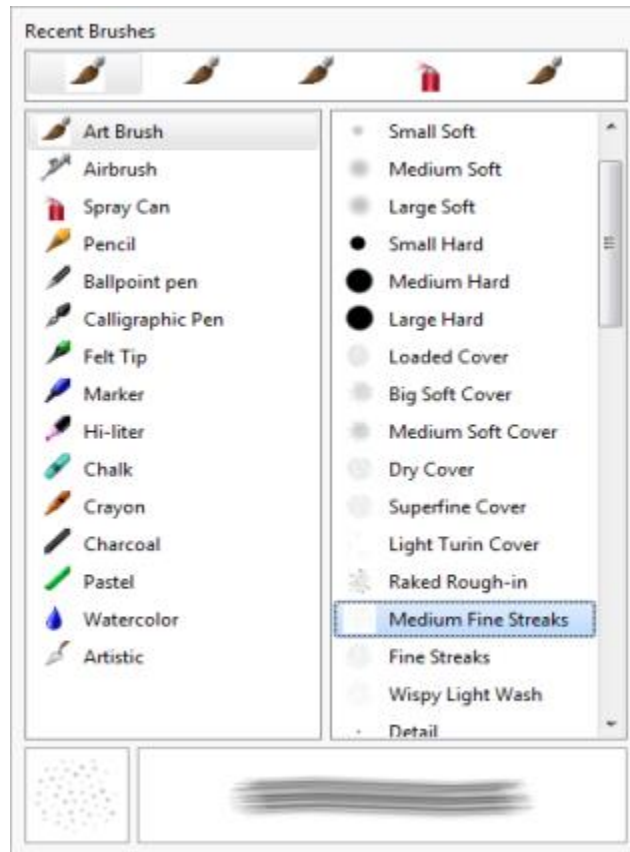 Recent Brushes
Art Brush
Airbrush
Spray Can
Pencil
Ballpoint pen
Calligraphic Pen
Felt Tip
Marker
Hi-liter
Chalk
Crayon
Charcoal
Pastel
Watercolor
Artistic
Small Soft
Medium Soft
Large Soft
Small Hard
Medium Hard
Large Hard
Loaded Cover
Big Soft Cover
Medium Soft Cover
Dry Cover
Superfine Cover
Light Turin Cover
Raked Rough-in
Medium Fine Streaks
Fine Streaks
Wispy Light Wash
Detail